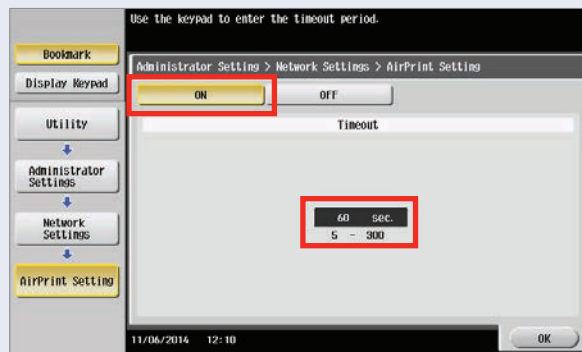 Use the keypad to enter the timeout period.
Bookmark
Display Keypad
Utility
Administrator
Settings
Network
Settings
AirPrint Setting
Administrator Setting > Network Settings > AirPrint Setting
ON
OFF
Timeout
60 sec.
5 - 300
11/06/2014 12:10
OK